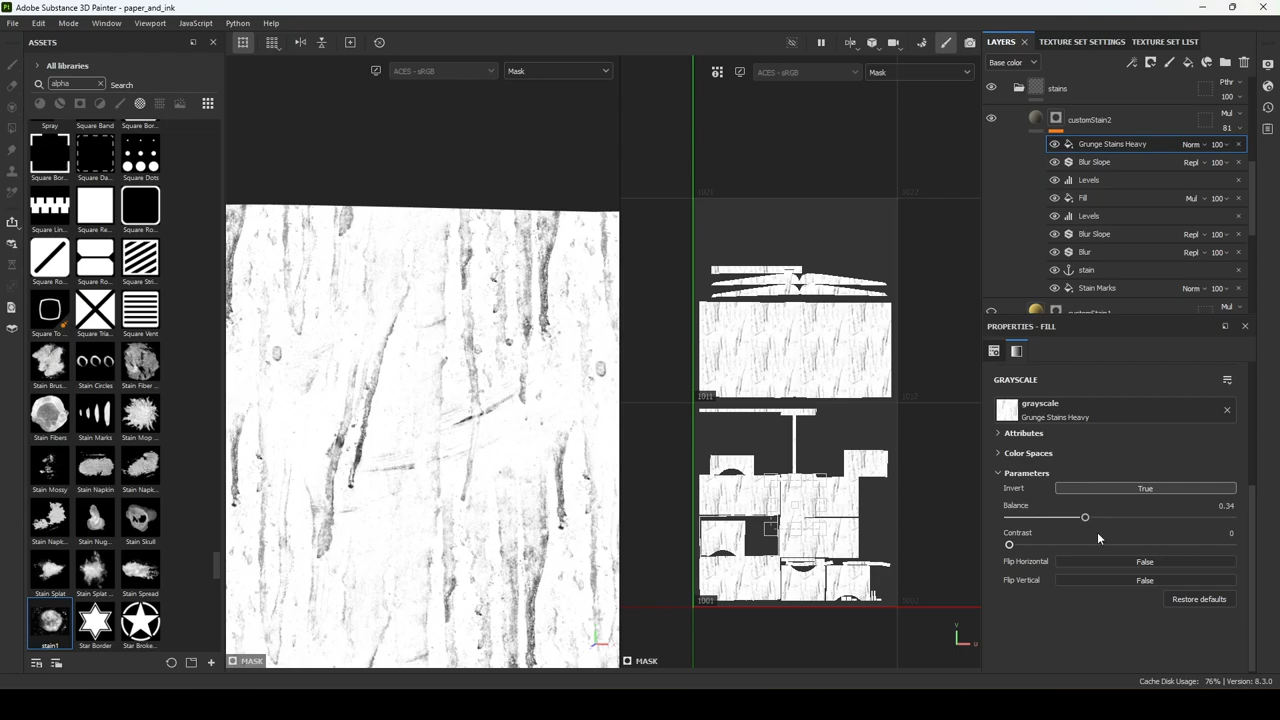 Adobe Substance 3D Painter - paper_and_ink
File Edit Mode Window Viewport JavaScript Python Help
ASSETS
All libraries
alpha Search
Spray Square Band Square Bor...
Square Bor... Square Da... Square Dots
Square Lin... Square Re... Square Ro...
Square Ro... Square Ro... Square Stri...
Square To ... Square Tria... Square Vent
Stain Brus... Stain Circles Stain Fiber ...
Stain Fibers Stain Marks Stain Mop ...
Stain Mossy Stain Napkin Stain Napk...
Stain Napk... Stain Nug... Stain Skull
Stain Splat Stain Splat ... Stain Spread
stain1 Star Border Star Broke...
ACES - sRGB Mask
MASK
ACES - sRGB Mask
1021 1022
1011 1012
1001
V
U
MASK
LAYERS TEXTURE SET SETTINGS TEXTURE SET LIST
Base color
stains Pthr 100
customStain2 Mul 81
Grunge Stains Heavy Norm 100
Blur Slope Repl 100
Levels
Fill Mul 100
Levels
Blur Slope Repl 100
Blur Repl 100
stain
Stain Marks Norm 100
customStain1 Mul
PROPERTIES - FILL
GRAYSCALE
grayscale
Grunge Stains Heavy
Attributes
Color Spaces
Parameters
Invert True
Balance 0.34
Contrast 0
Flip Horizontal False
Flip Vertical False
Restore defaults
Cache Disk Usage: 76% | Version: 8.3.0